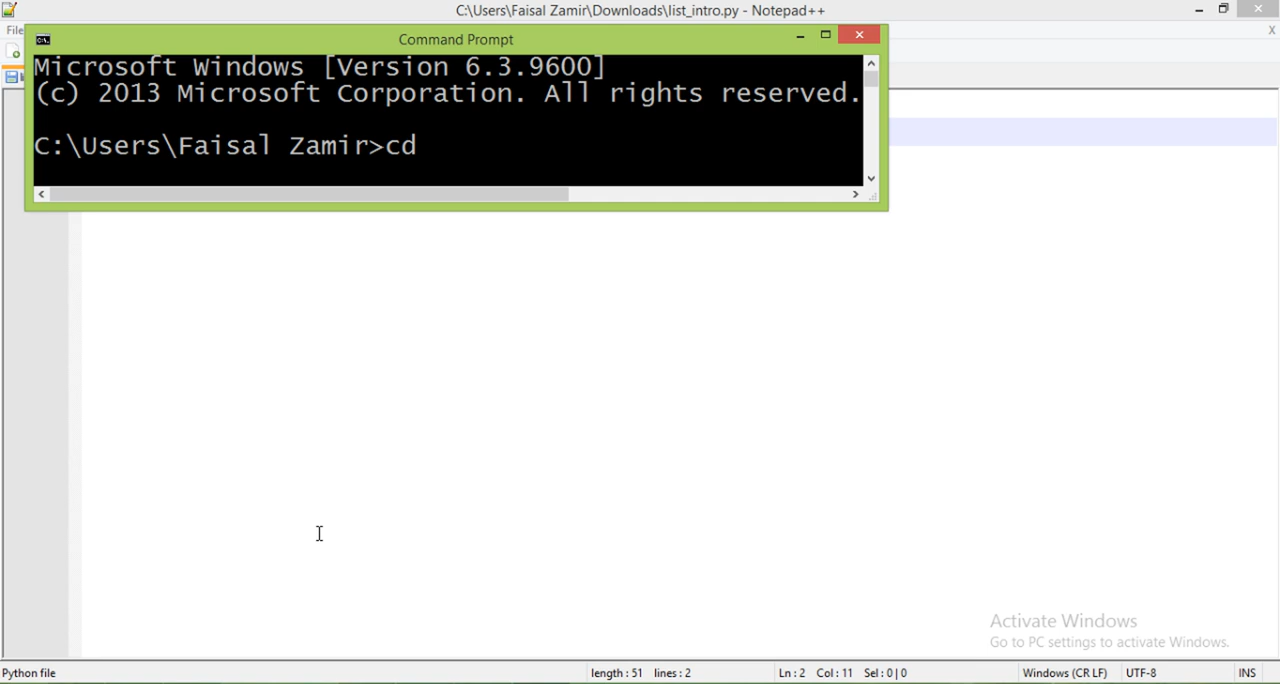 C:\Users\Faisal Zamir\Downloads\list_intro.py - Notepad++
File
X
Command Prompt
Microsoft Windows [Version 6.3.9600]
(c) 2013 Microsoft Corporation. All rights reserved.
C:\Users\Faisal Zamir>cd
Activate Windows
Go to PC settings to activate Windows.
Python file
length : 51 lines : 2
Ln : 2 Col : 11 Sel : 0 | 0
Windows (CR LF)
UTF-8
INS